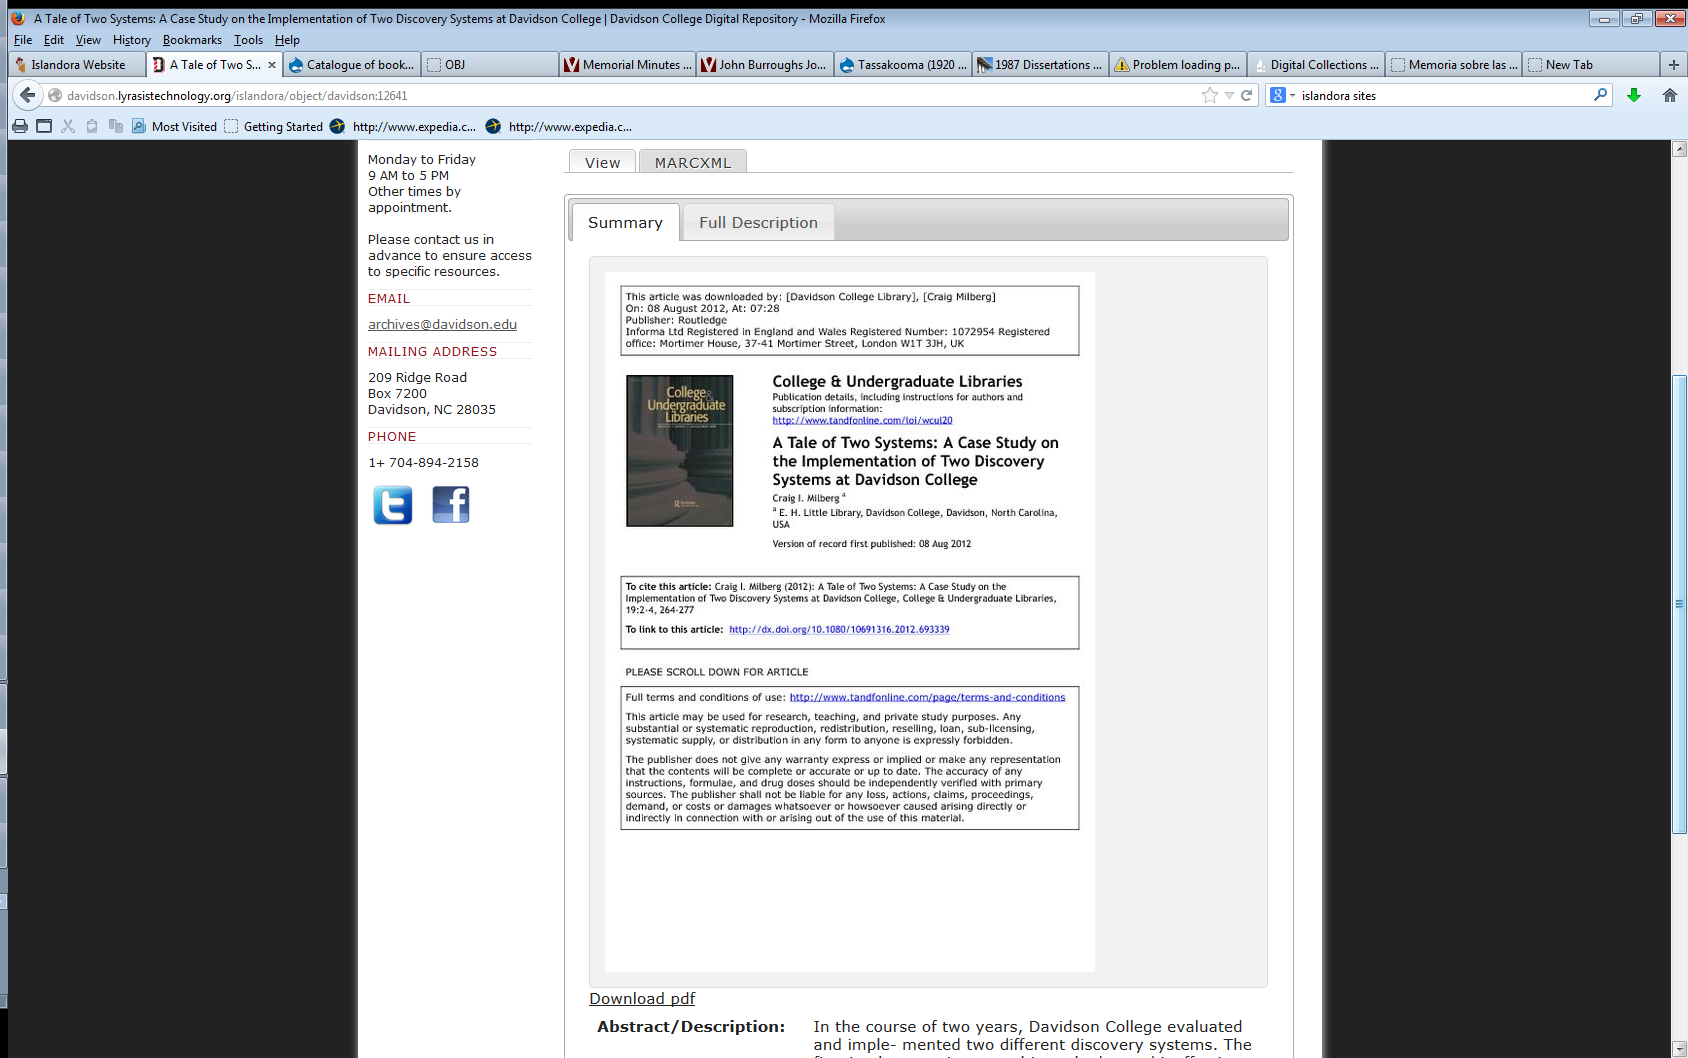 A Tale of Two Systems: A Case Study on the Implementation of Two Discovery Systems at Davidson College | Davidson College Digital Repository - Mozilla Firefox
File Edit View History Bookmarks Tools Help
Islandora Website
A Tale of Two S...
Catalogue of book...
OBJ
Memorial Minutes ...
John Burroughs Jo...
Tassakooma (1920 ...
1987 Dissertations ...
Problem loading p...
Digital Collections ...
Memoria sobre las ...
New Tab
davidson.lyrasistechnology.org/islandora/object/davidson:12641
islandora sites
Most Visited Getting Started http://www.expedia.c... http://www.expedia.c...
Monday to Friday
9 AM to 5 PM
Other times by
appointment.
Please contact us in
advance to ensure access
to specific resources.
EMAIL
archives@davidson.edu
MAILING ADDRESS
209 Ridge Road
Box 7200
Davidson, NC 28035
PHONE
1+ 704-894-2158
View MARCXML
Summary Full Description
This article was downloaded by: [Davidson College Library], [Craig Milberg]
On: 08 August 2012, At: 07:28
Publisher: Routledge
Informa Ltd Registered in England and Wales Registered Number: 1072954 Registered
office: Mortimer House, 37-41 Mortimer Street, London W1T 3JH, UK
College &
Undergraduate
Libraries
College & Undergraduate Libraries
Publication details, including instructions for authors and
subscription information:
http://www.tandfonline.com/loi/wcul20
A Tale of Two Systems: A Case Study on
the Implementation of Two Discovery
Systems at Davidson College
Craig I. Milberg a
a E. H. Little Library, Davidson College, Davidson, North Carolina,
USA
Version of record first published: 08 Aug 2012
To cite this article: Craig I. Milberg (2012): A Tale of Two Systems: A Case Study on the
Implementation of Two Discovery Systems at Davidson College, College & Undergraduate Libraries,
19:2-4, 264-277
To link to this article: http://dx.doi.org/10.1080/10691316.2012.693339
PLEASE SCROLL DOWN FOR ARTICLE
Full terms and conditions of use: http://www.tandfonline.com/page/terms-and-conditions
This article may be used for research, teaching, and private study purposes. Any
substantial or systematic reproduction, redistribution, reselling, loan, sub-licensing,
systematic supply, or distribution in any form to anyone is expressly forbidden.
The publisher does not give any warranty express or implied or make any representation
that the contents will be complete or accurate or up to date. The accuracy of any
instructions, formulae, and drug doses should be independently verified with primary
sources. The publisher shall not be liable for any loss, actions, claims, proceedings,
demand, or costs or damages whatsoever or howsoever caused arising directly or
indirectly in connection with or arising out of the use of this material.
Download pdf
Abstract/Description: In the course of two years, Davidson College evaluated
and imple- mented two different discovery systems. The